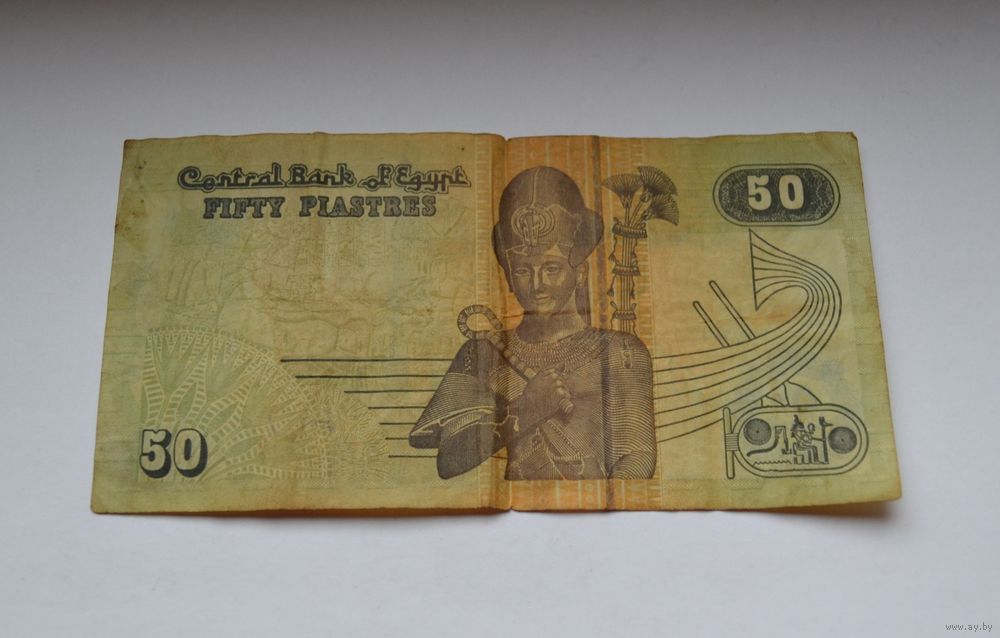 Central Bank of Egypt
FIFTY PIASTRES
50
50
www.ay.by